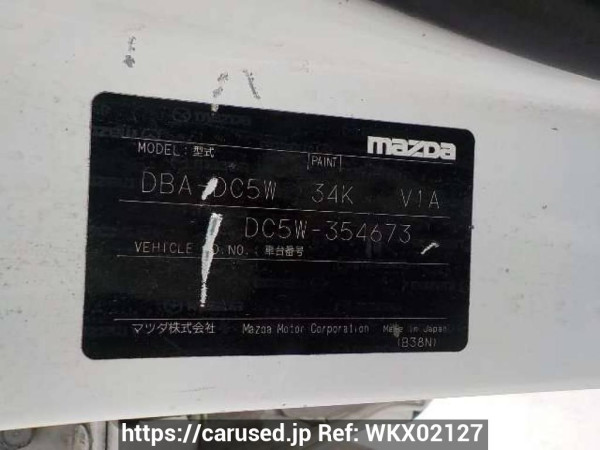 mazda
MODEL: 型式 PAINT
DBA-DC5W 34K V1A
DC5W-354673
VEHICLE I.D.NO.: 車台番号
マツダ株式会社 Mazda Motor Corporation Made in Japan
(B38N)
https://carused.jp Ref: WKX02127